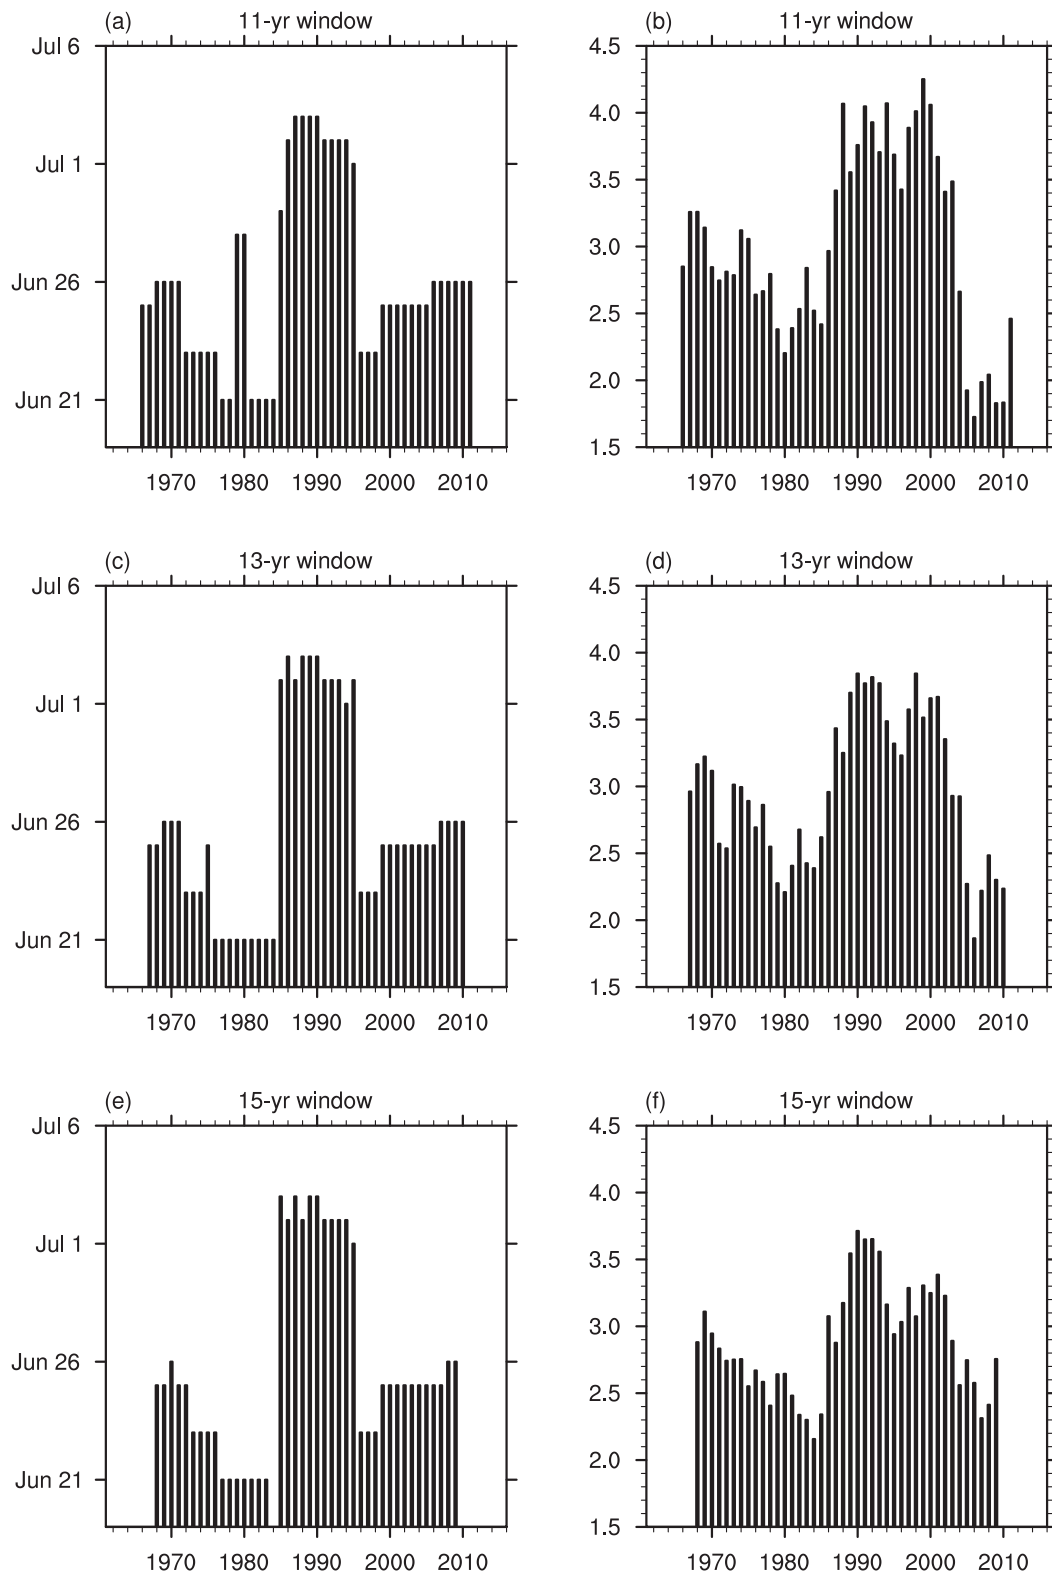 (a) 11-yr window
Jul 6
Jul 1
Jun 26
Jun 21
1970 1980 1990 2000 2010
(b) 11-yr window
4.5
4.0
3.5
3.0
2.5
2.0
1.5
1970 1980 1990 2000 2010
(c) 13-yr window
Jul 6
Jul 1
Jun 26
Jun 21
1970 1980 1990 2000 2010
(d) 13-yr window
4.5
4.0
3.5
3.0
2.5
2.0
1.5
1970 1980 1990 2000 2010
(e) 15-yr window
Jul 6
Jul 1
Jun 26
Jun 21
1970 1980 1990 2000 2010
(f) 15-yr window
4.5
4.0
3.5
3.0
2.5
2.0
1.5
1970 1980 1990 2000 2010